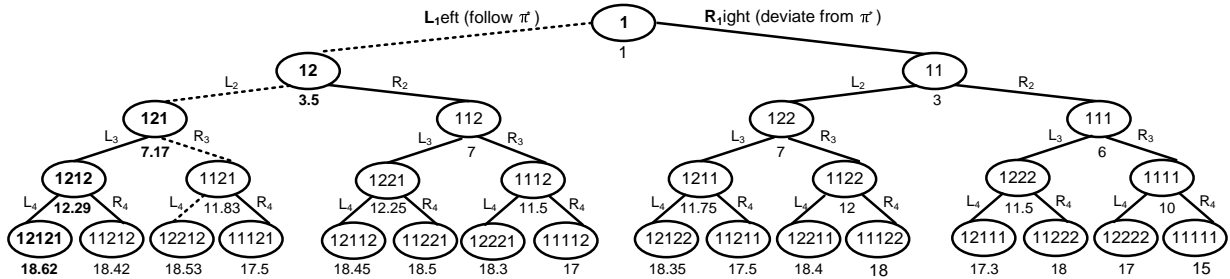 L₁eft (follow π*) 1 R₁ight (deviate from π*)
1
12 11
L₂ 3.5 R₂ L₂ 3 R₂
121 112 122 111
L₃ 7.17 R₃ L₃ 7 R₃ L₃ 7 R₃ L₃ 6 R₃
1212 1121 1221 1112 1211 1122 1222 1111
L₄ 12.29 R₄ L₄ 11.83 R₄ L₄ 12.25 R₄ L₄ 11.5 R₄ L₄ 11.75 R₄ L₄ 12 R₄ L₄ 11.5 R₄ L₄ 10 R₄
12121 11212 12212 11121 12112 11221 12221 11112 12122 11211 12211 11122 12111 11222 12222 11111
18.62 18.42 18.53 17.5 18.45 18.5 18.3 17 18.35 17.5 18.4 18 17.3 18 17 15